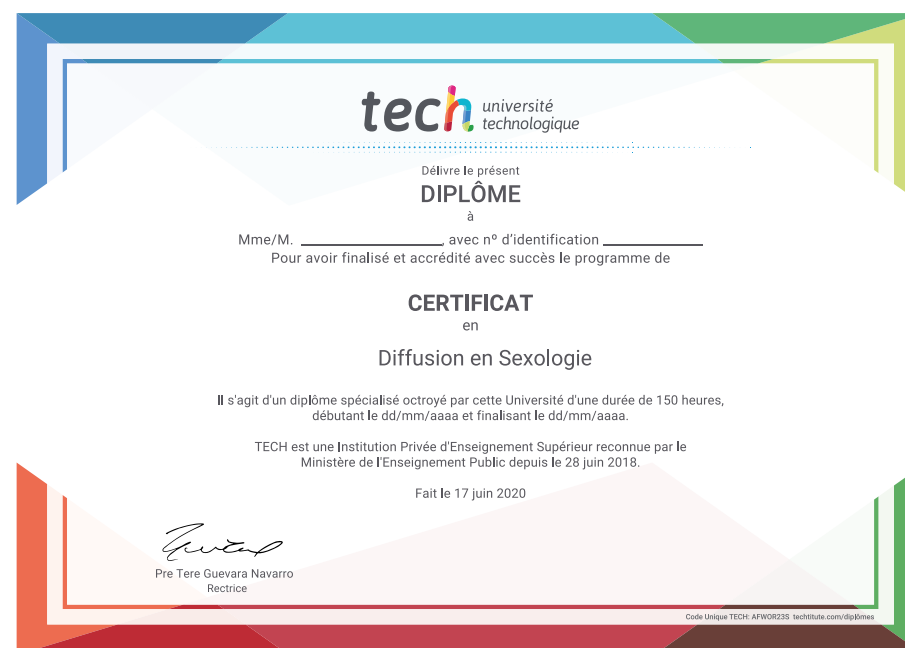 tech université
technologique
Délivre le présent
DIPLÔME
à
Mme/M. , avec nº d'identification
Pour avoir finalisé et accrédité avec succès le programme de
CERTIFICAT
en
Diffusion en Sexologie
Il s'agit d'un diplôme spécialisé octroyé par cette Université d'une durée de 150 heures,
débutant le dd/mm/aaaa et finalisant le dd/mm/aaaa.
TECH est une Institution Privée d'Enseignement Supérieur reconnue par le
Ministère de l'Enseignement Public depuis le 28 juin 2018.
Fait le 17 juin 2020
Pre Tere Guevara Navarro
Rectrice
Code Unique TECH: AFWOR23S techtitute.com/diplômes